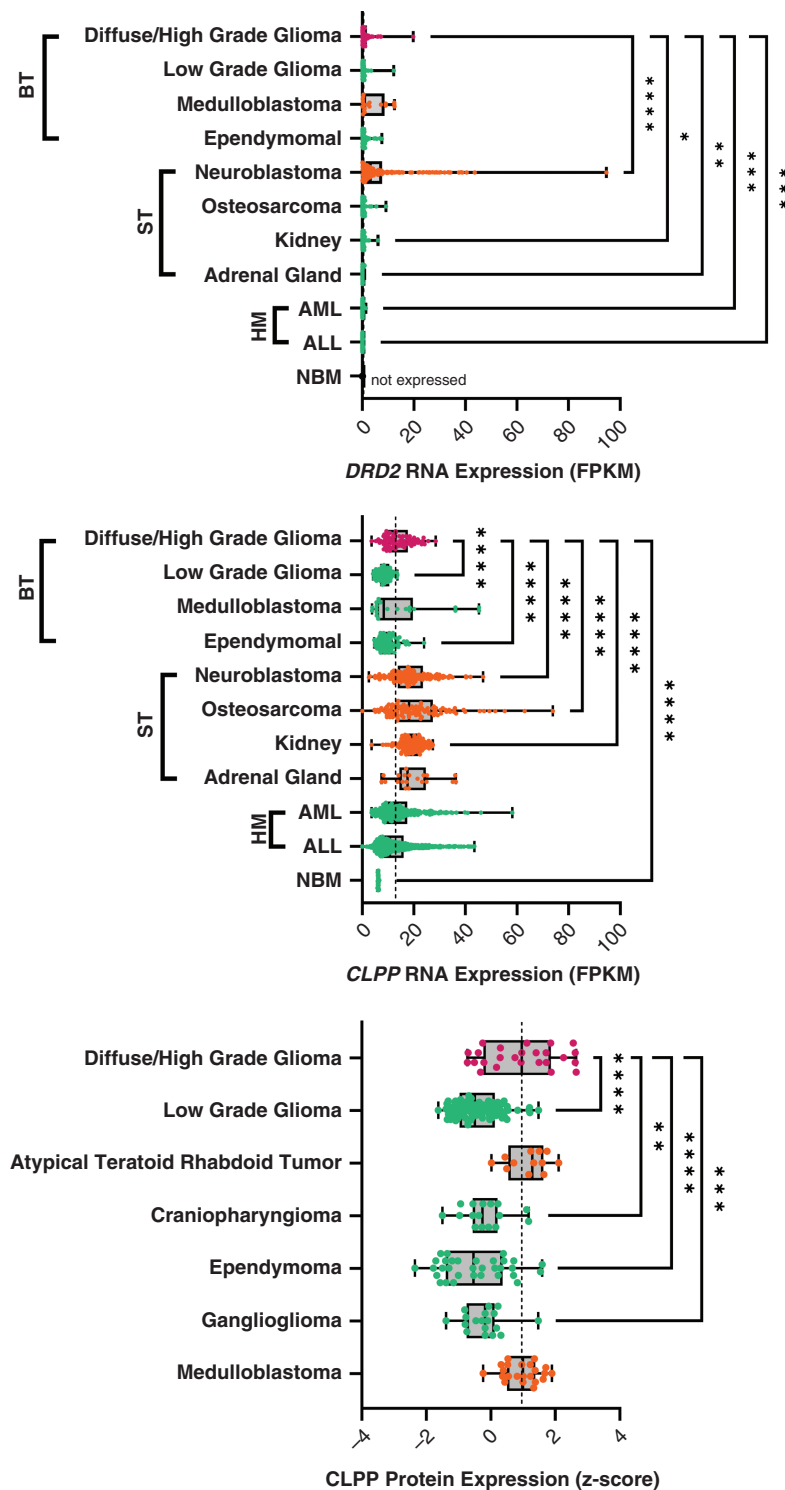 BT
Diffuse/High Grade Glioma
Low Grade Glioma
Medulloblastoma
Ependymomal
ST
Neuroblastoma
Osteosarcoma
Kidney
Adrenal Gland
HM
AML
ALL
NBM
not expressed
****
*
**
***
***
0 20 40 60 80 100
DRD2 RNA Expression (FPKM)
BT
Diffuse/High Grade Glioma
Low Grade Glioma
Medulloblastoma
Ependymomal
ST
Neuroblastoma
Osteosarcoma
Kidney
Adrenal Gland
HM
AML
ALL
NBM
****
****
****
****
****
****
0 20 40 60 80 100
CLPP RNA Expression (FPKM)
Diffuse/High Grade Glioma
Low Grade Glioma
Atypical Teratoid Rhabdoid Tumor
Craniopharyngioma
Ependymoma
Ganglioglioma
Medulloblastoma
****
**
****
***
−4 −2 0 2 4
CLPP Protein Expression (z-score)